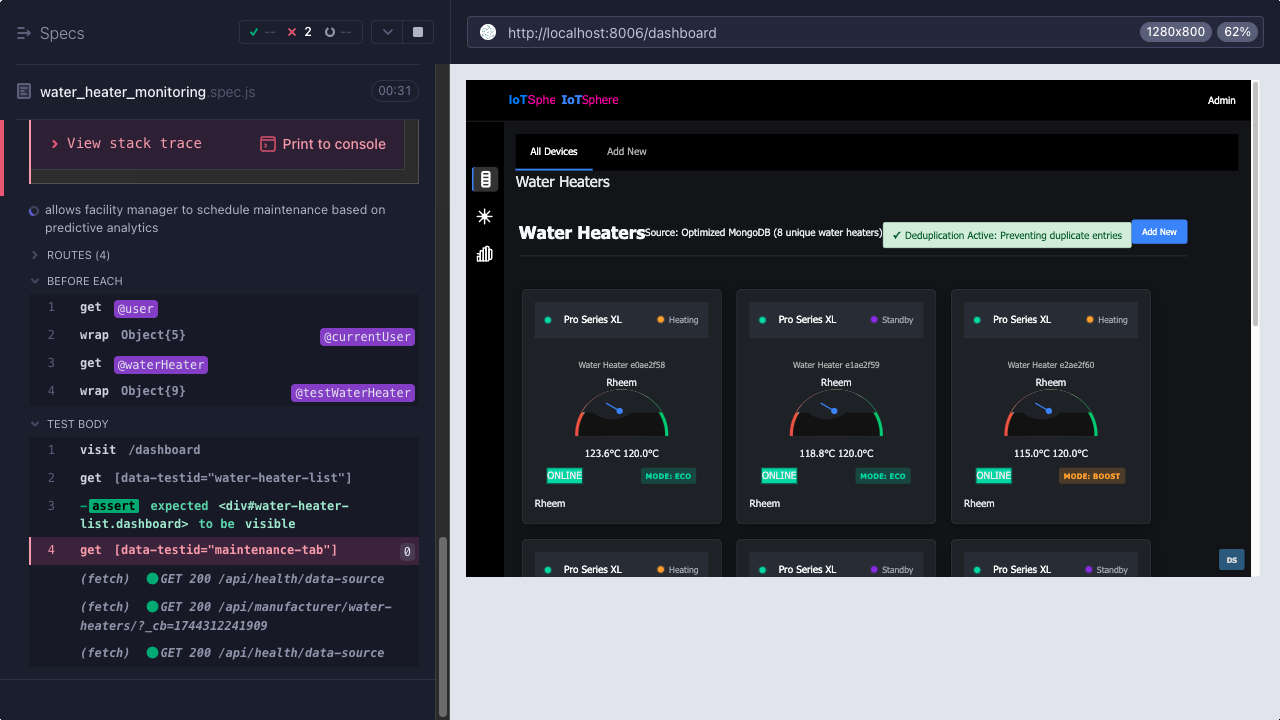 Specs
-- 2 --
http://localhost:8006/dashboard
1280x800
62%
water_heater_monitoring.spec.js
00:31
View stack trace
Print to console
allows facility manager to schedule maintenance based on
predictive analytics
ROUTES (4)
BEFORE EACH
1 get @user
2 wrap Object{5} @currentUser
3 get @waterHeater
4 wrap Object{9} @testWaterHeater
TEST BODY
1 visit /dashboard
2 get [data-testid="water-heater-list"]
3 -assert expected <div#water-heater-
list.dashboard> to be visible
4 get [data-testid="maintenance-tab"] 0
(fetch) GET 200 /api/health/data-source
(fetch) GET 200 /api/manufacturer/water-
heaters/?_cb=1744312241909
(fetch) GET 200 /api/health/data-source
IoTSphe IoTSphere
Admin
All Devices
Add New
Water Heaters
Water Heaters
Source: Optimized MongoDB (8 unique water heaters)
✓ Deduplication Active: Preventing duplicate entries
Add New
Pro Series XL
Heating
Water Heater e0ae2f58
Rheem
123.6°C 120.0°C
ONLINE
MODE: ECO
Rheem
Pro Series XL
Standby
Water Heater e1ae2f59
Rheem
118.8°C 120.0°C
ONLINE
MODE: ECO
Rheem
Pro Series XL
Heating
Water Heater e2ae2f60
Rheem
115.0°C 120.0°C
ONLINE
MODE: BOOST
Rheem
Pro Series XL
Heating
Pro Series XL
Standby
Pro Series XL
Standby
DS